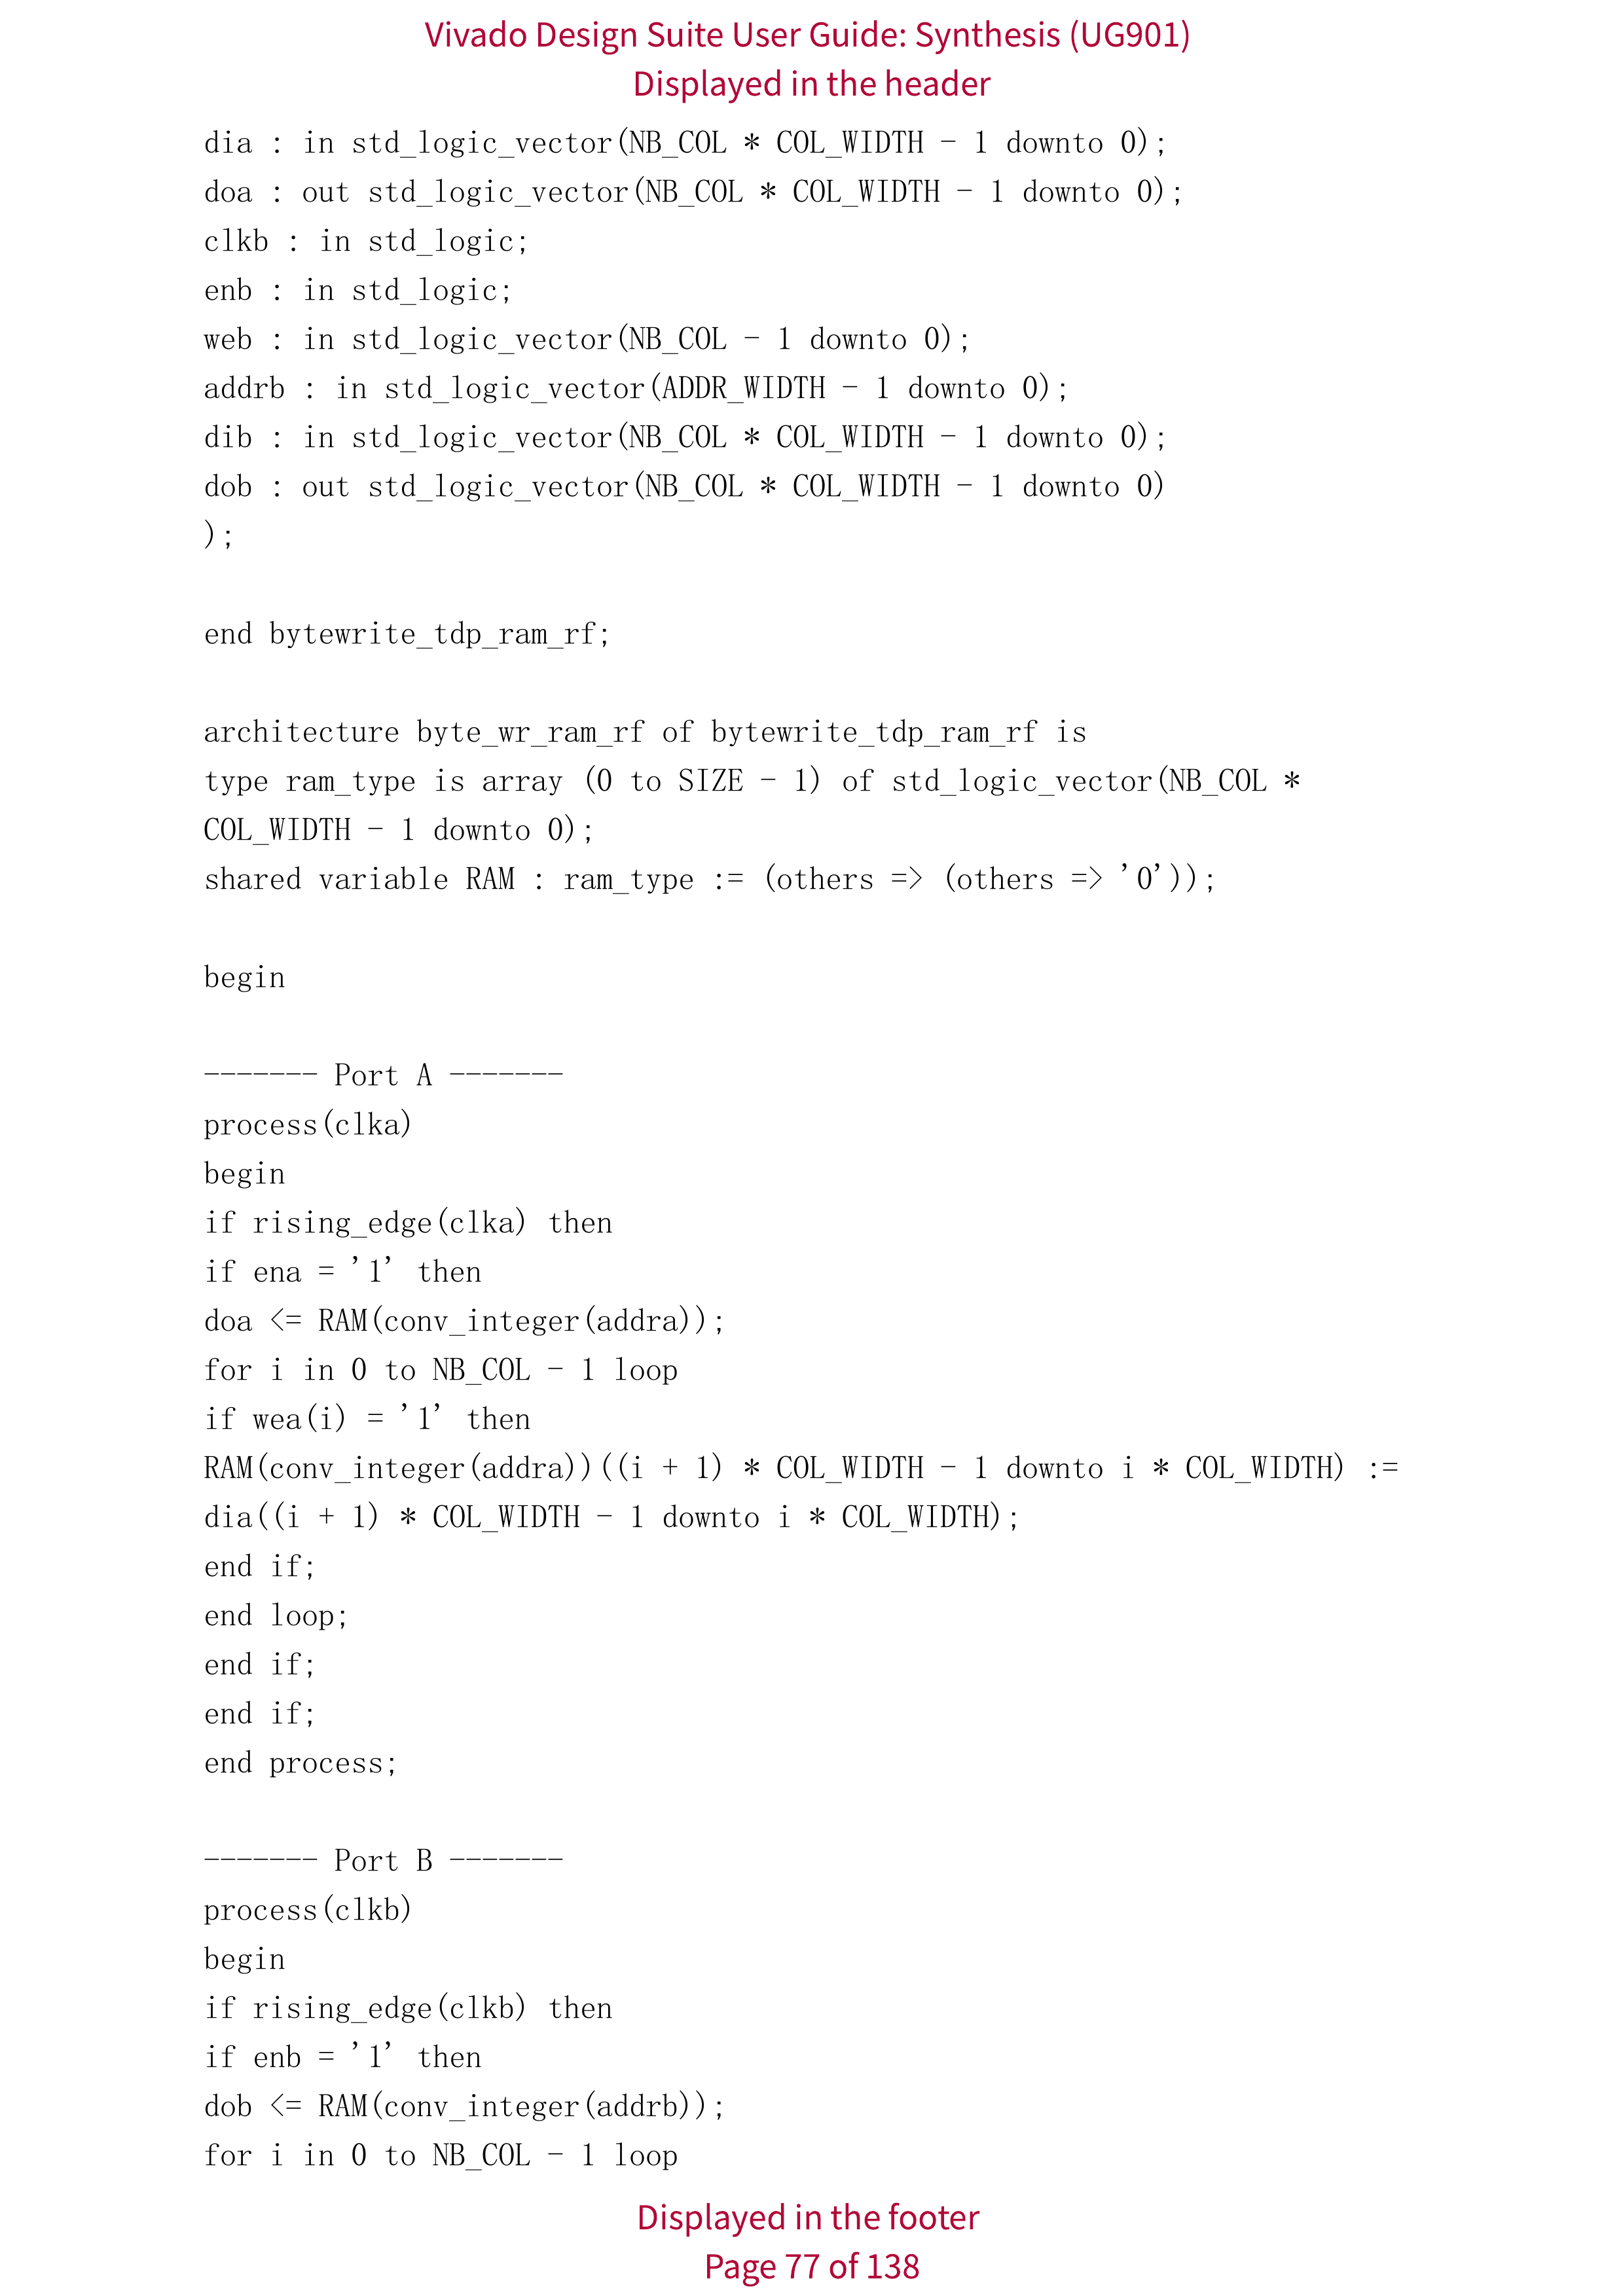 Vivado Design Suite User Guide: Synthesis (UG901)
Displayed in the header
dia : in std_logic_vector(NB_COL * COL_WIDTH - 1 downto 0);
doa : out std_logic_vector(NB_COL * COL_WIDTH - 1 downto 0);
clkb : in std_logic;
enb : in std_logic;
web : in std_logic_vector(NB_COL - 1 downto 0);
addrb : in std_logic_vector(ADDR_WIDTH - 1 downto 0);
dib : in std_logic_vector(NB_COL * COL_WIDTH - 1 downto 0);
dob : out std_logic_vector(NB_COL * COL_WIDTH - 1 downto 0)
);
end bytewrite_tdp_ram_rf;
architecture byte_wr_ram_rf of bytewrite_tdp_ram_rf is
type ram_type is array (0 to SIZE - 1) of std_logic_vector(NB_COL *
COL_WIDTH - 1 downto 0);
shared variable RAM : ram_type := (others => (others => '0'));
begin
------- Port A -------
process(clka)
begin
if rising_edge(clka) then
if ena = '1' then
doa <= RAM(conv_integer(addra));
for i in 0 to NB_COL - 1 loop
if wea(i) = '1' then
RAM(conv_integer(addra))((i + 1) * COL_WIDTH - 1 downto i * COL_WIDTH) :=
dia((i + 1) * COL_WIDTH - 1 downto i * COL_WIDTH);
end if;
end loop;
end if;
end if;
end process;
------- Port B -------
process(clkb)
begin
if rising_edge(clkb) then
if enb = '1' then
dob <= RAM(conv_integer(addrb));
for i in 0 to NB_COL - 1 loop
Displayed in the footer
Page 77 of 138